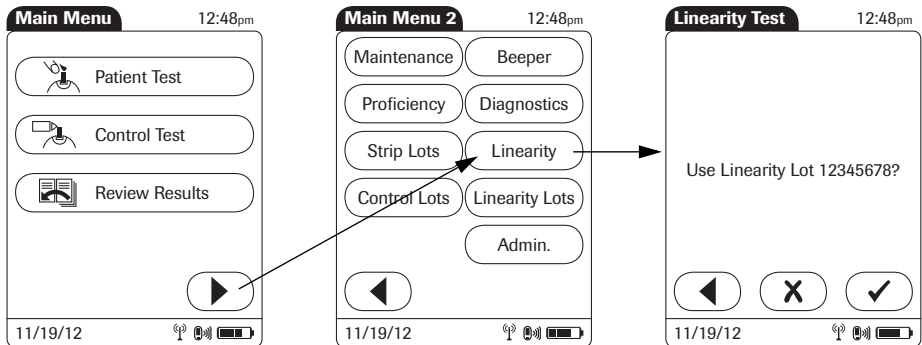 Main Menu 12:48pm
Patient Test
Control Test
Review Results
11/19/12
Main Menu 2 12:48pm
Maintenance Beeper
Proficiency Diagnostics
Strip Lots Linearity
Control Lots Linearity Lots
Admin.
11/19/12
Linearity Test 12:48pm
Use Linearity Lot 12345678?
11/19/12